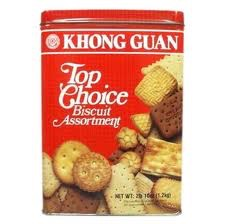 KHONG GUAN
Top
Choice
Biscuit
Assortment
NET WT. 2lb 10oz (1.2kg)